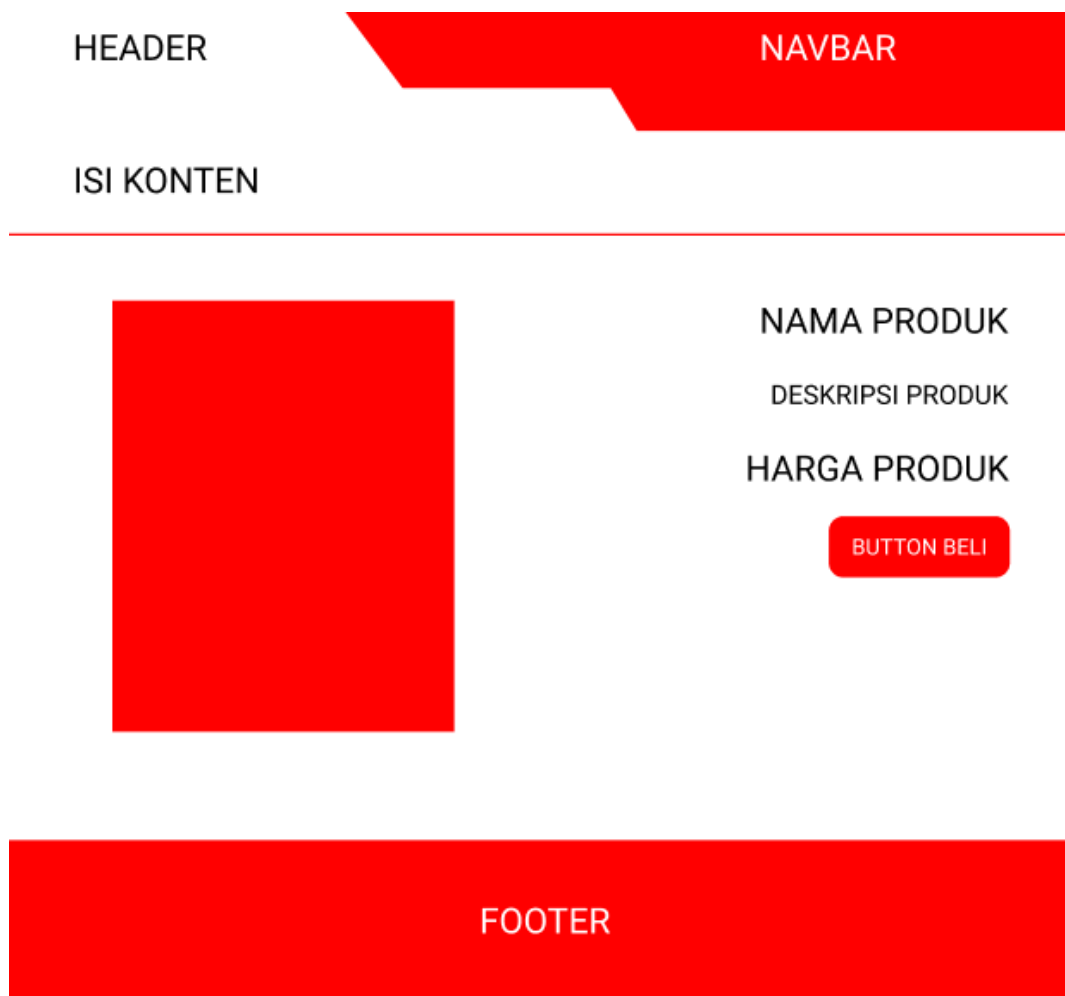 HEADER
NAVBAR
ISI KONTEN
NAMA PRODUK
DESKRIPSI PRODUK
HARGA PRODUK
BUTTON BELI
FOOTER